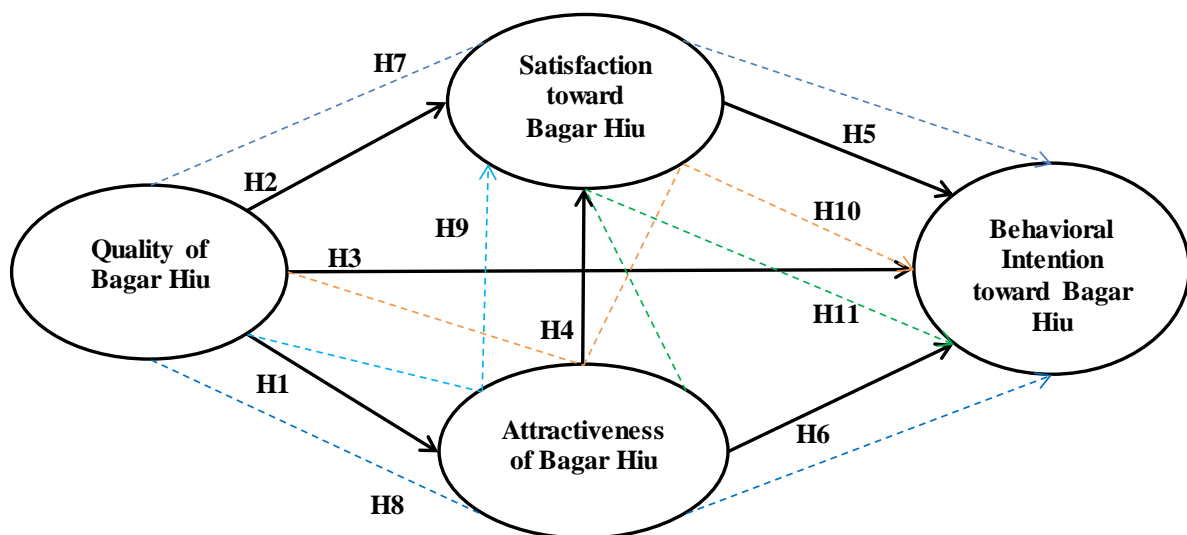 H7
Satisfaction
toward
Bagar Hiu
H5
H2
H9
H10
Quality of
Bagar Hiu
H3
Behavioral
Intention
toward Bagar
Hiu
H4
H11
H1
Attractiveness
of Bagar Hiu
H6
H8